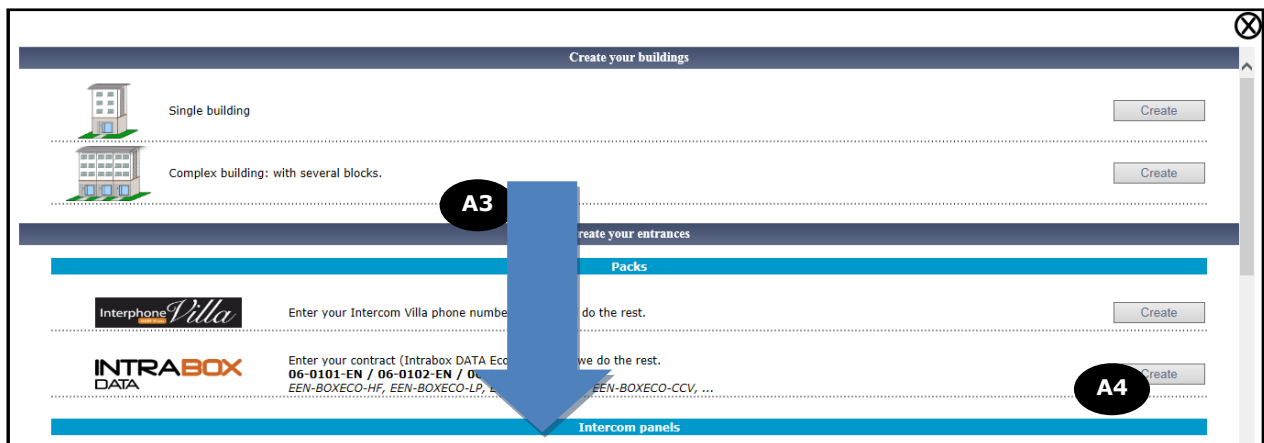 Create your buildings
Single building
Create
Complex building: with several blocks.
Create
A3
reate your entrances
Packs
Interphone Villa
Enter your Intercom Villa phone numbe do the rest.
Create
INTRABOX
DATA
Enter your contract (Intrabox DATA Eco we do the rest.
06-0101-EN / 06-0102-EN / 0
EEN-BOXECO-HF, EEN-BOXECO-LP, EEN-BOXECO-CCV, ...
Create
A4
Intercom panels